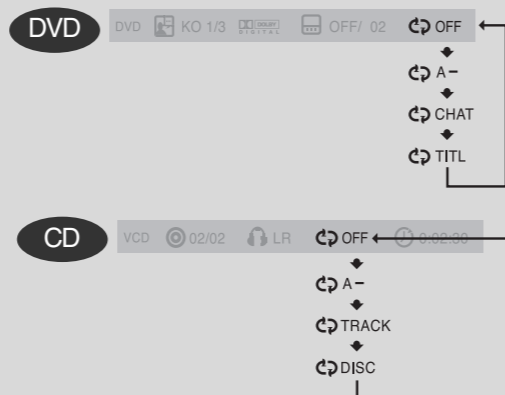 DVD DVD KO 1/3 DOLBY DIGITAL OFF/ 02 OFF
A-
CHAT
TITL
CD VCD 02/02 LR OFF 0:02:30
A-
TRACK
DISC